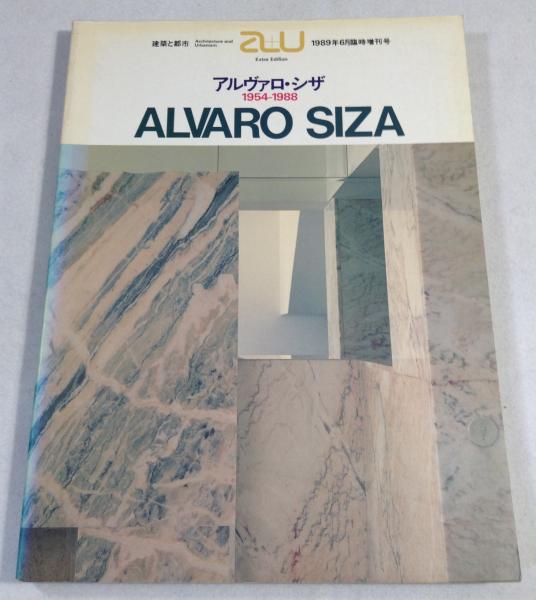 建築と都市 Architecture and Urbanism a+u 1989年6月臨時増刊号
Extra Edition
アルヴァロ・シザ
1954-1988
ALVARO SIZA